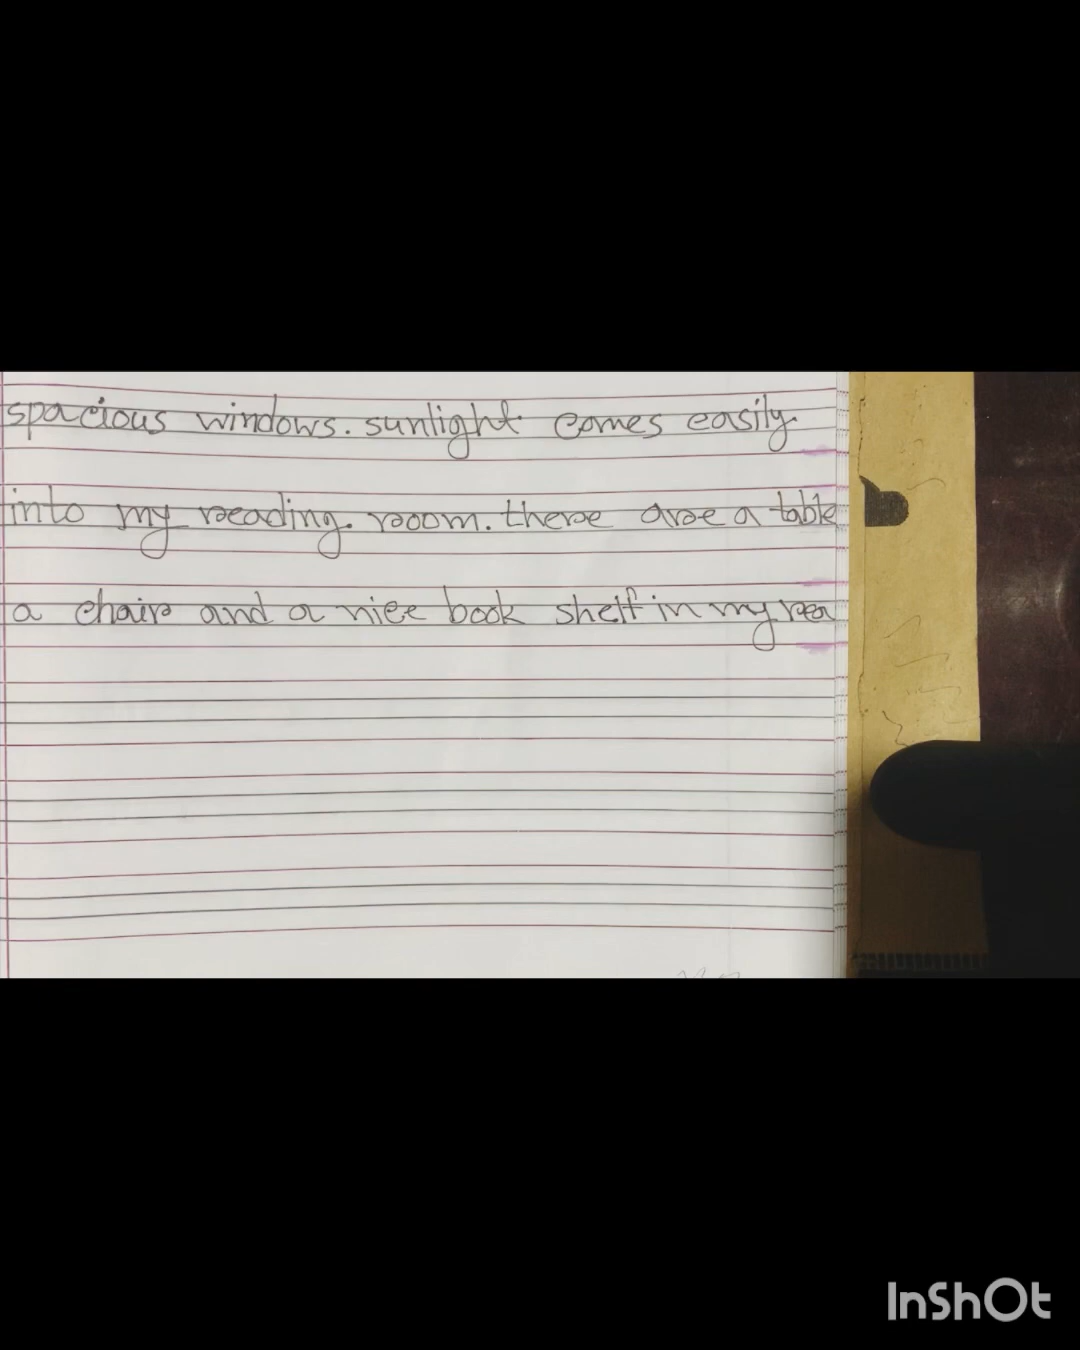 spacious windows. sunlight comes easily
into my reading. room. there are a table
a chair and a nice book shelf in my rea
InShOt